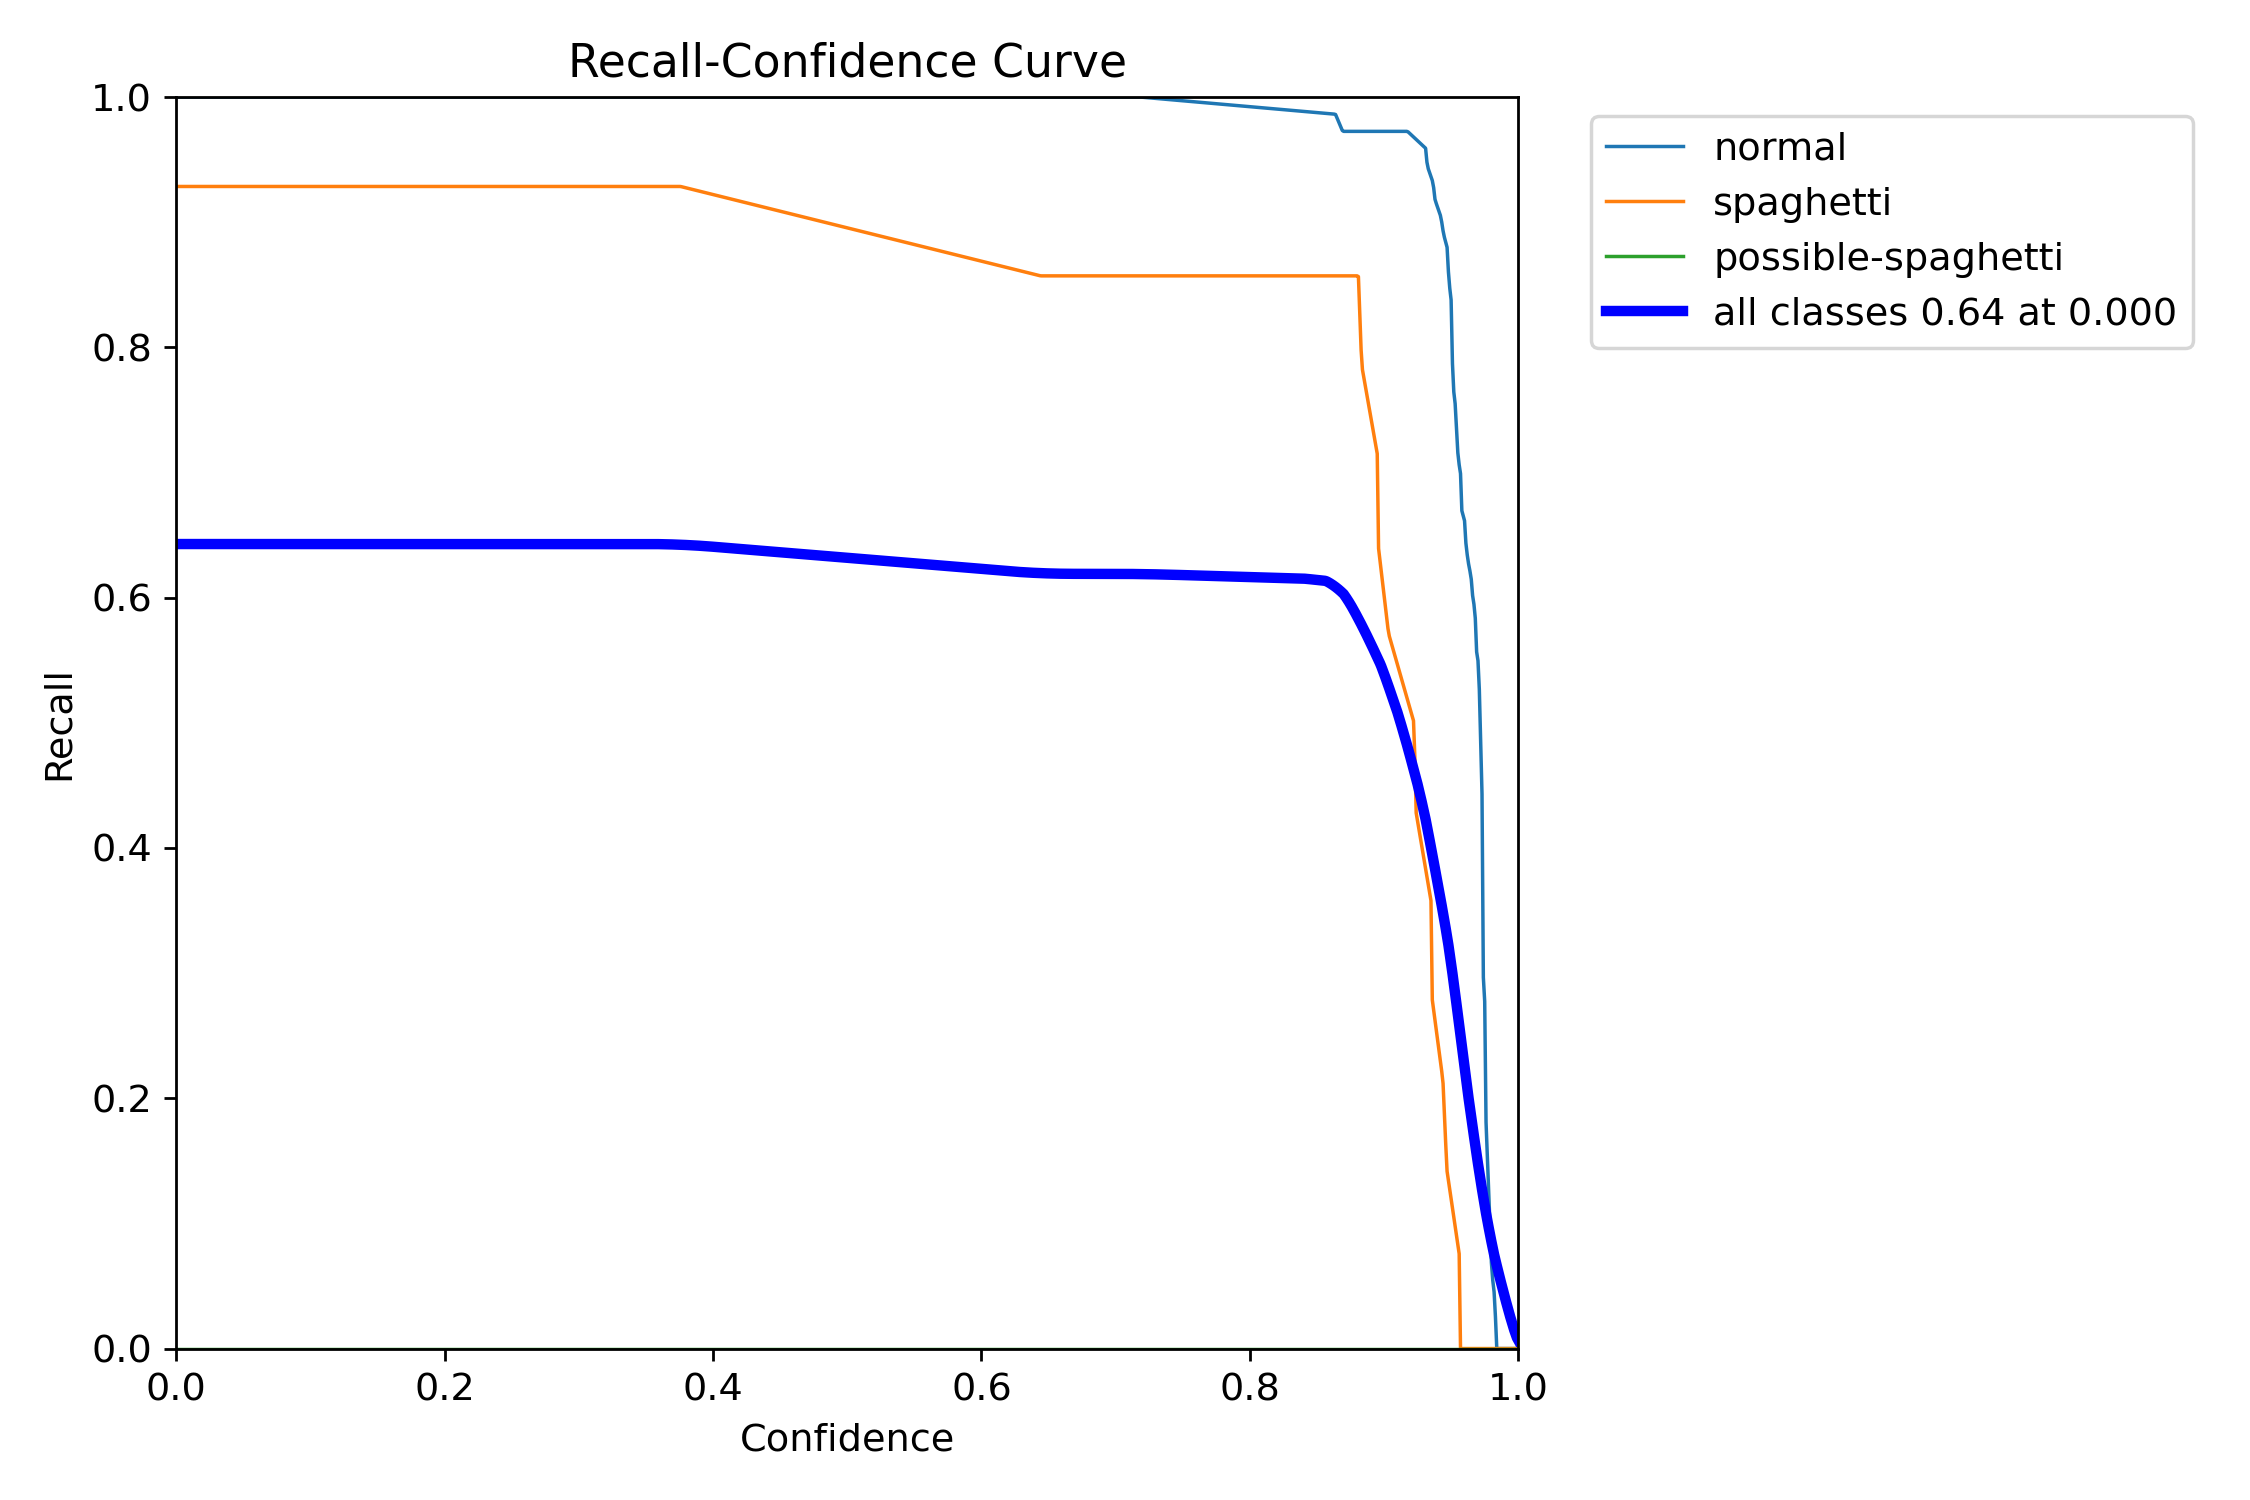 Recall-Confidence Curve
1.0
0.8
0.6
0.4
0.2
0.0
Recall
0.0 0.2 0.4 0.6 0.8 1.0
Confidence
normal
spaghetti
possible-spaghetti
all classes 0.64 at 0.000